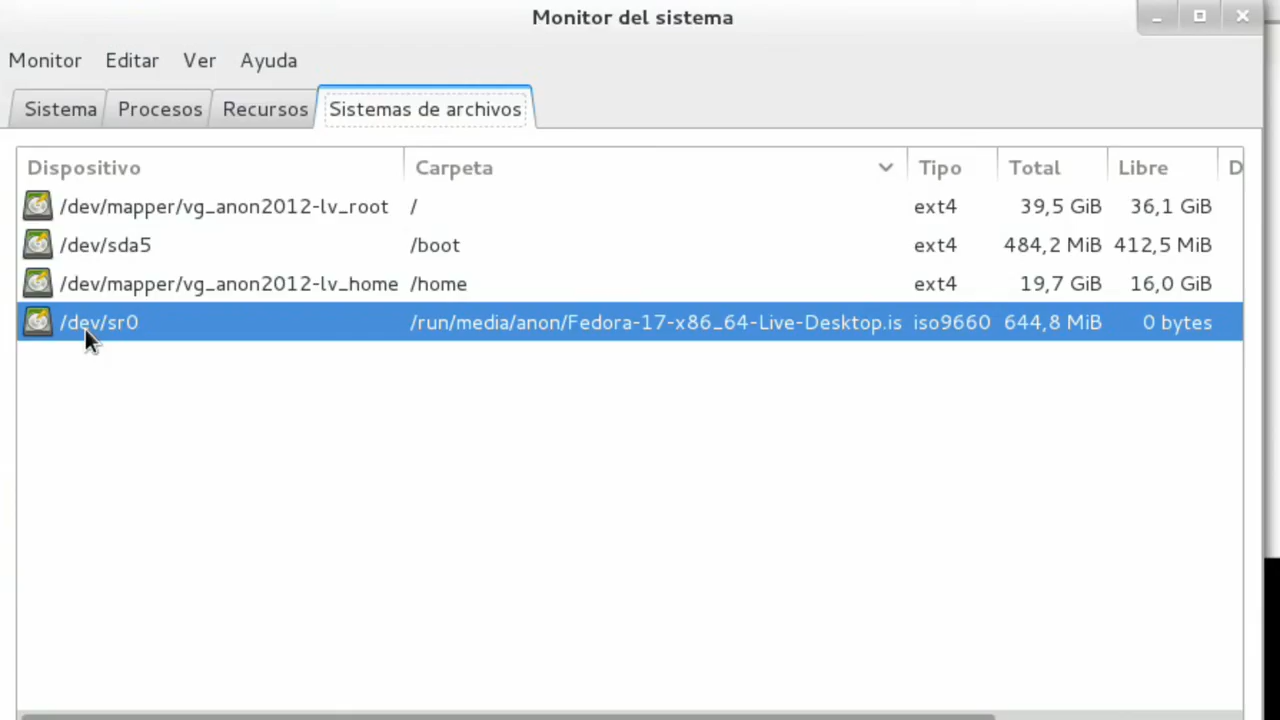 Monitor del sistema
Monitor Editar Ver Ayuda
Sistema Procesos Recursos Sistemas de archivos
Dispositivo Carpeta Tipo Total Libre D
/dev/mapper/vg_anon2012-lv_root / ext4 39,5 GiB 36,1 GiB
/dev/sda5 /boot ext4 484,2 MiB 412,5 MiB
/dev/mapper/vg_anon2012-lv_home /home ext4 19,7 GiB 16,0 GiB
/dev/sr0 /run/media/anon/Fedora-17-x86_64-Live-Desktop.is iso9660 644,8 MiB 0 bytes